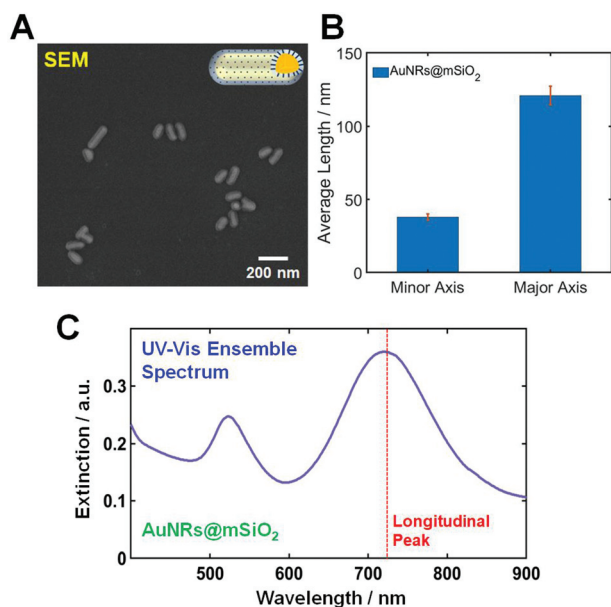 A
SEM
200 nm
B
AuNRs@mSiO₂
150
100
50
0
Average Length / nm
Minor Axis
Major Axis
C
UV-Vis Ensemble
Spectrum
AuNRs@mSiO₂
Longitudinal
Peak
0.3
0.2
0.1
0
Extinction / a.u.
500
600
700
800
900
Wavelength / nm